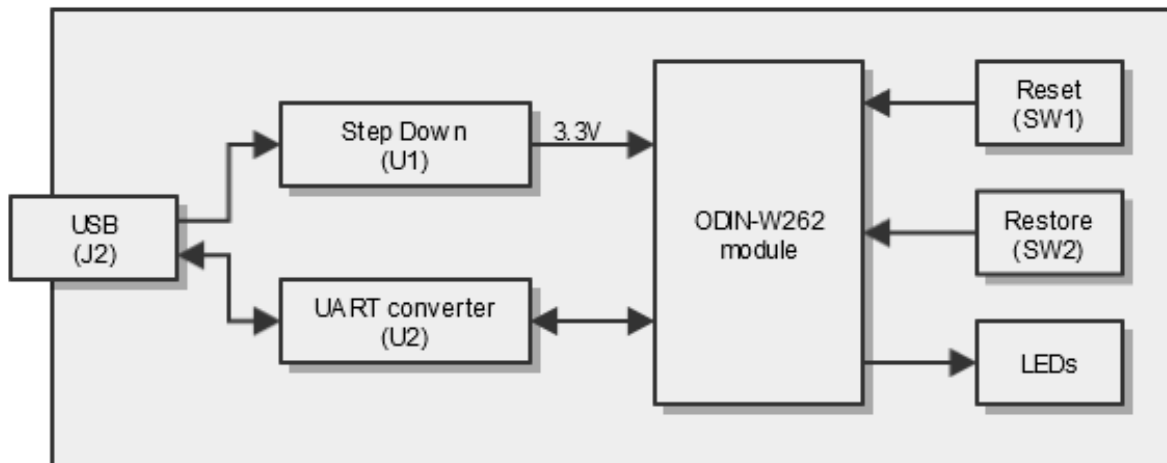 Step Down
(U1)
3.3V
Reset
(SW1)
USB
(J2)
ODIN-W262
module
Restore
(SW2)
UART converter
(U2)
LEDs